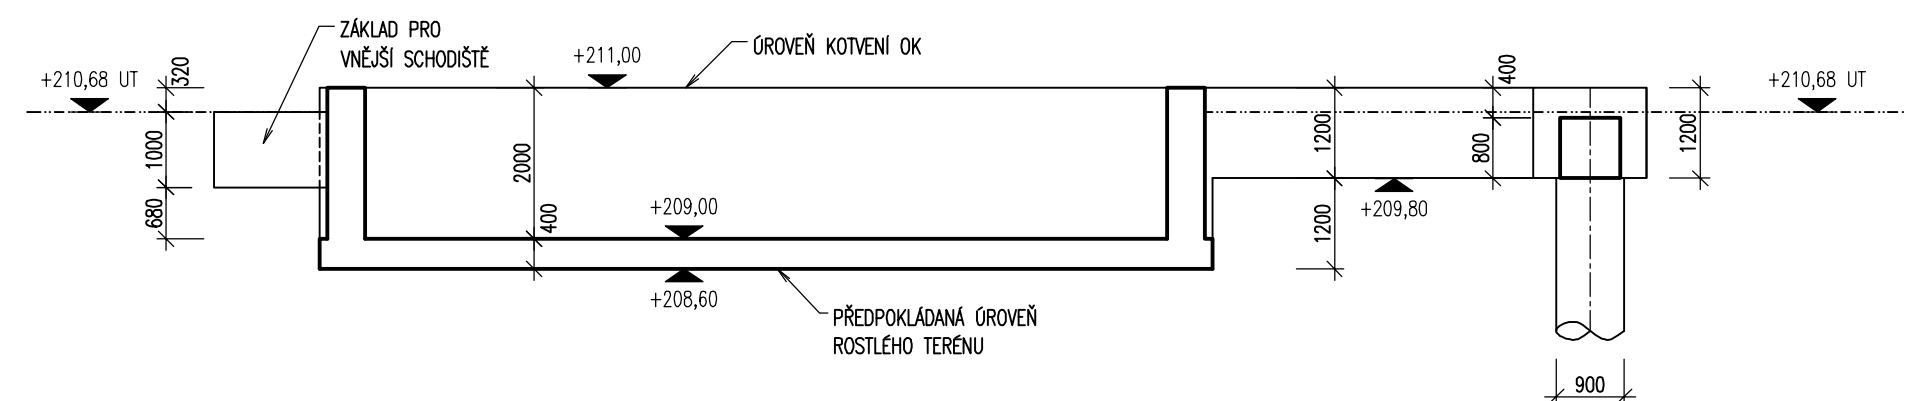 ZÁKLAD PRO
VNĚJŠÍ SCHODIŠTĚ
+211,00
ÚROVEŇ KOTVENÍ OK
+210,68 UT
320
400
+210,68 UT
1000
2000
1200
800
1200
680
400
+209,00
1200
+209,80
+208,60
PŘEDPOKLÁDANÁ ÚROVEŇ
ROSTLÉHO TERÉNU
900